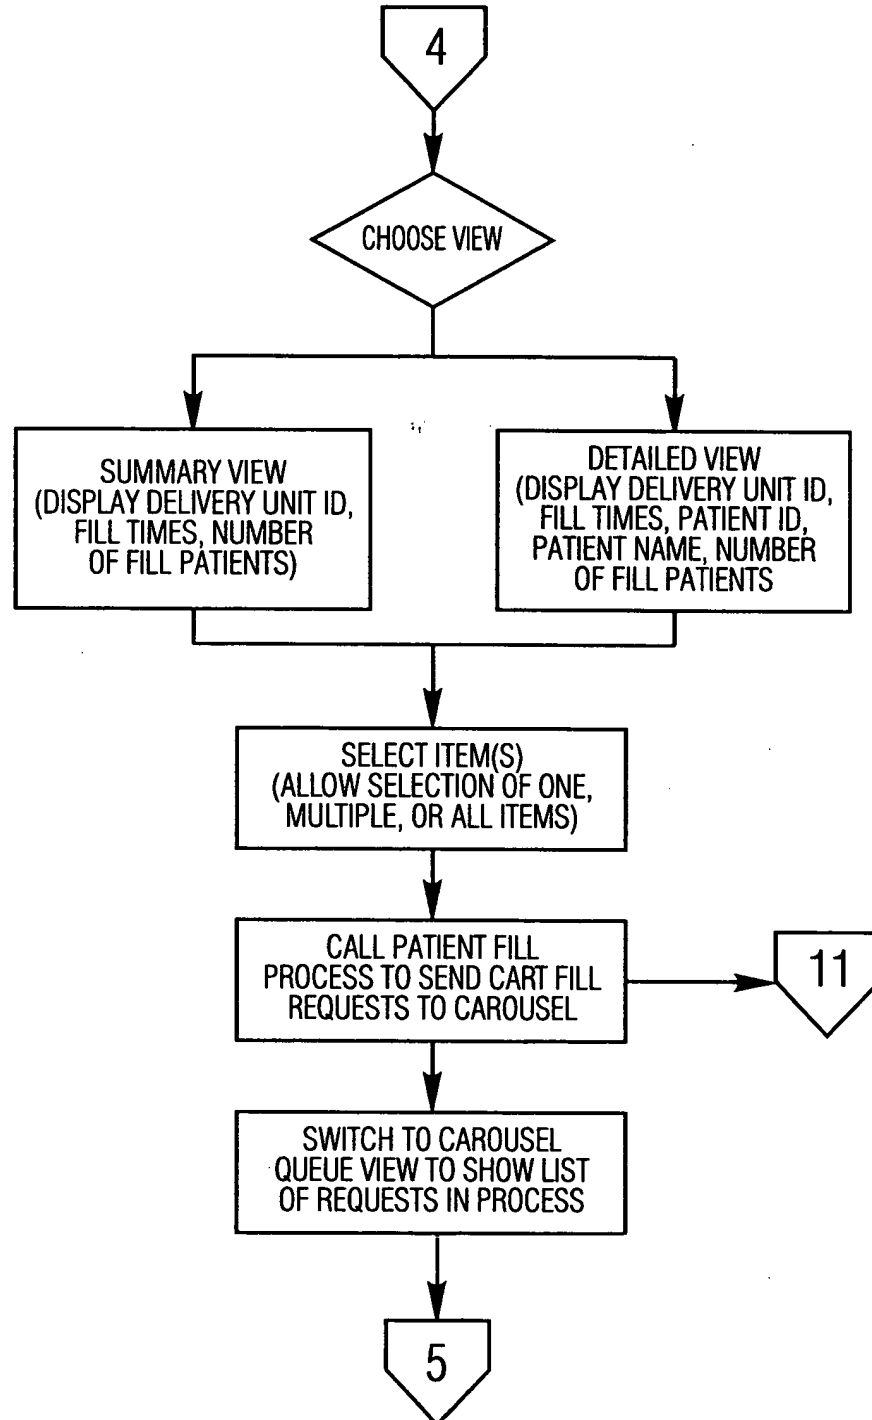 4
CHOOSE VIEW
SUMMARY VIEW
(DISPLAY DELIVERY UNIT ID,
FILL TIMES, NUMBER
OF FILL PATIENTS)
DETAILED VIEW
(DISPLAY DELIVERY UNIT ID,
FILL TIMES, PATIENT ID,
PATIENT NAME, NUMBER
OF FILL PATIENTS
SELECT ITEM(S)
(ALLOW SELECTION OF ONE,
MULTIPLE, OR ALL ITEMS)
CALL PATIENT FILL
PROCESS TO SEND CART FILL
REQUESTS TO CAROUSEL
11
SWITCH TO CAROUSEL
QUEUE VIEW TO SHOW LIST
OF REQUESTS IN PROCESS
5